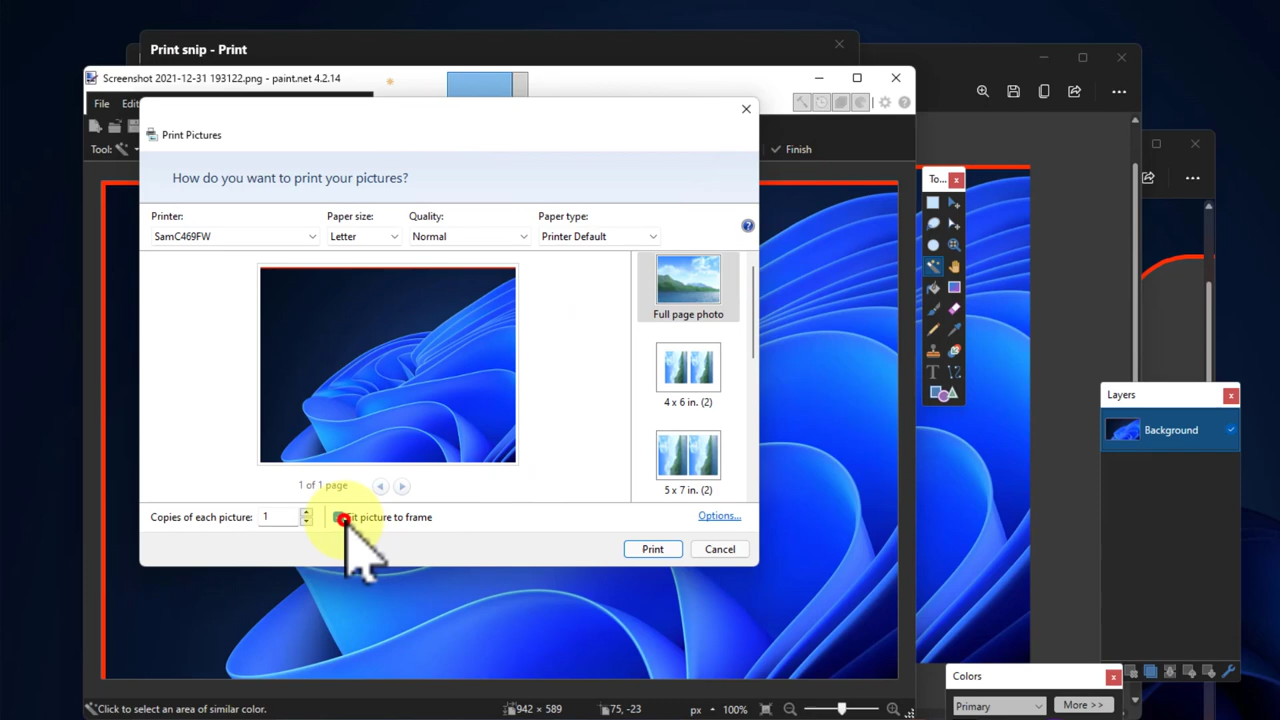 Print snip - Print
Screenshot 2021-12-31 193122.png - paint.net 4.2.14
File Edit
Tool:
Finish
Print Pictures
How do you want to print your pictures?
Printer: Paper size: Quality: Paper type:
SamC469FW Letter Normal Printer Default
Full page photo
4 x 6 in. (2)
5 x 7 in. (2)
1 of 1 page
Copies of each picture: 1 Fit picture to frame Options...
Print Cancel
To...
Layers
Background
Colors
Primary More >>
Click to select an area of similar color. 942 × 589 75, -23 px 100%